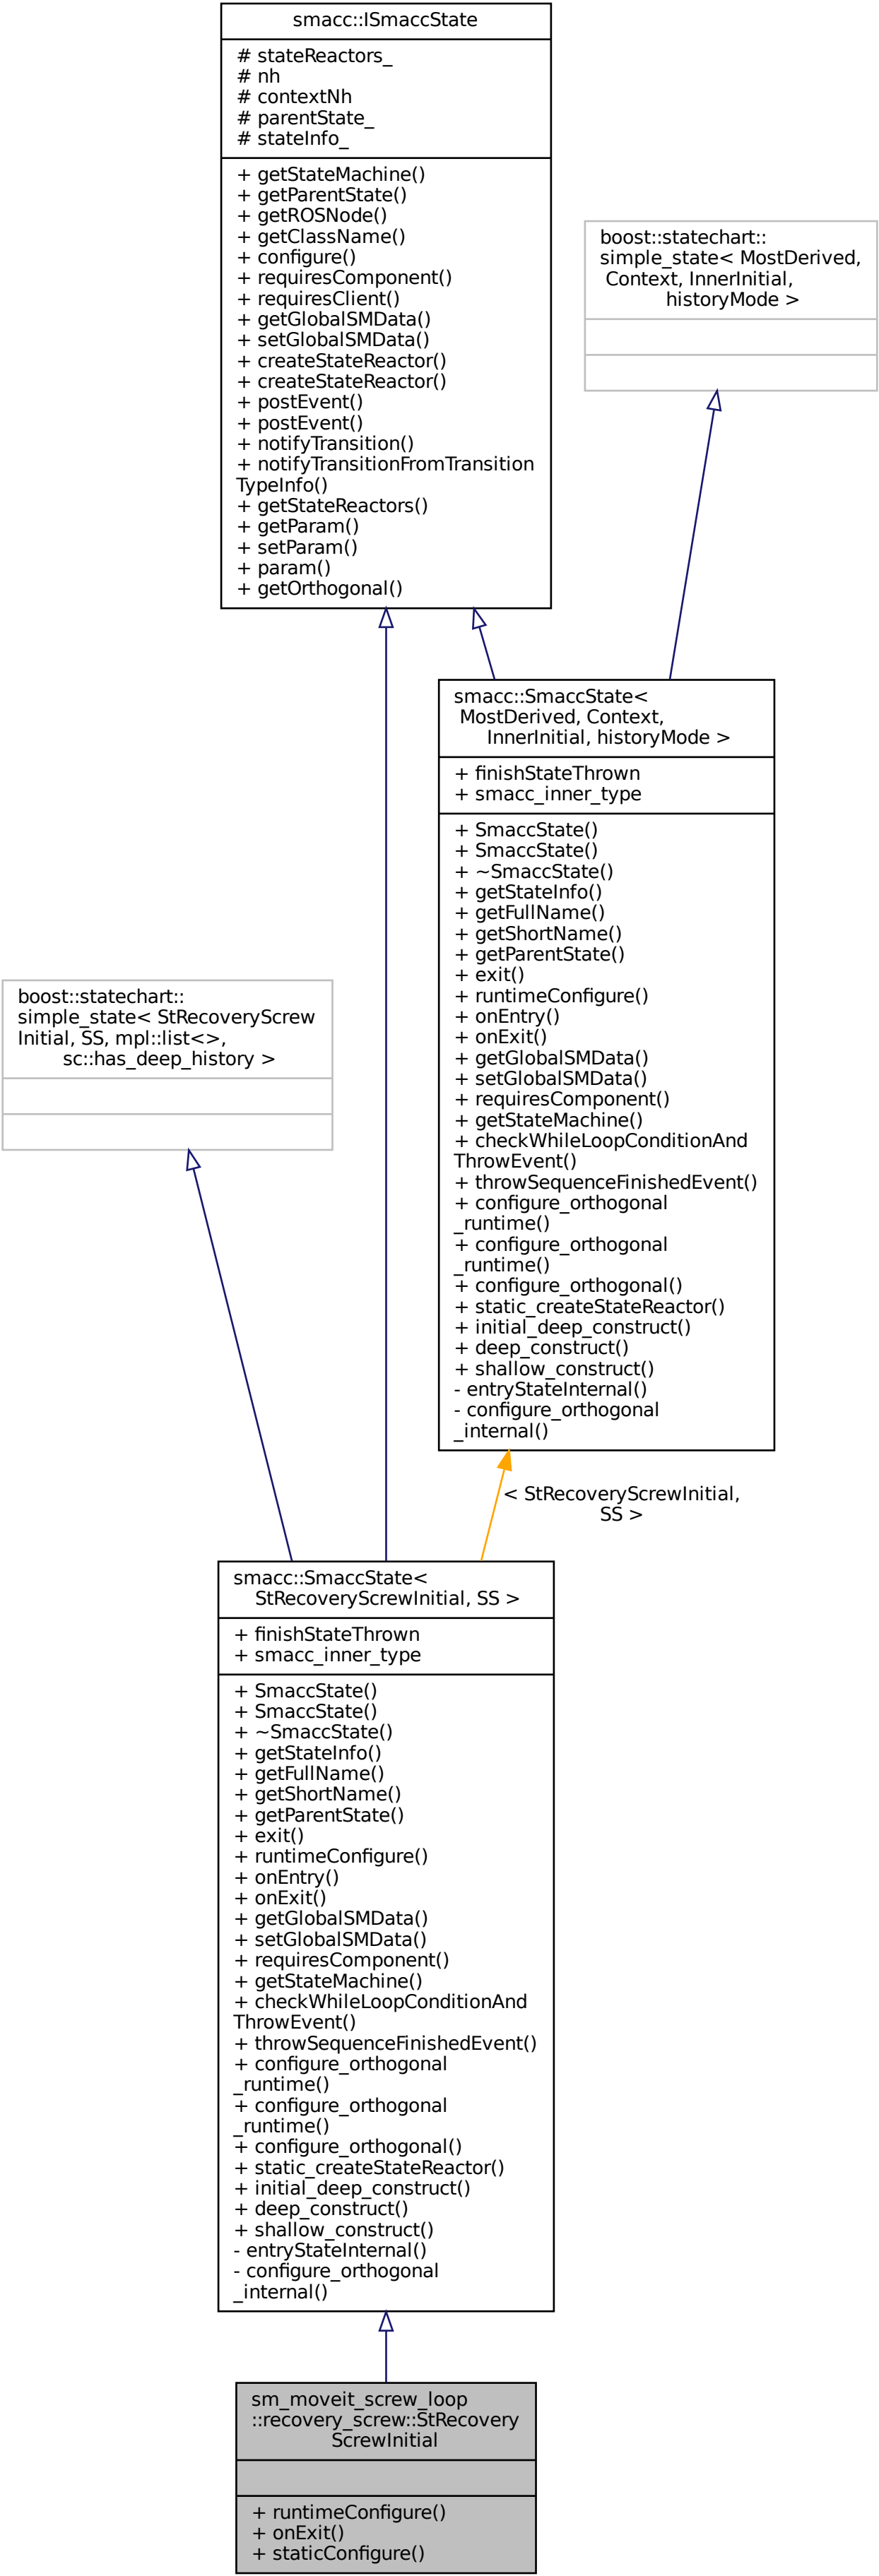 smacc::ISmaccState
# stateReactors_
# nh
# contextNh
# parentState_
# stateInfo_
+ getStateMachine()
+ getParentState()
+ getROSNode()
+ getClassName()
+ configure()
+ requiresComponent()
+ requiresClient()
+ getGlobalSMData()
+ setGlobalSMData()
+ createStateReactor()
+ createStateReactor()
+ postEvent()
+ postEvent()
+ notifyTransition()
+ notifyTransitionFromTransition
TypeInfo()
+ getStateReactors()
+ getParam()
+ setParam()
+ param()
+ getOrthogonal()
boost::statechart::
simple_state< MostDerived,
Context, InnerInitial,
historyMode >
smacc::SmaccState<
MostDerived, Context,
InnerInitial, historyMode >
+ finishStateThrown
+ smacc_inner_type
+ SmaccState()
+ SmaccState()
+ ~SmaccState()
+ getStateInfo()
+ getFullName()
+ getShortName()
+ getParentState()
+ exit()
+ runtimeConfigure()
+ onEntry()
+ onExit()
+ getGlobalSMData()
+ setGlobalSMData()
+ requiresComponent()
+ getStateMachine()
+ checkWhileLoopConditionAnd
ThrowEvent()
+ throwSequenceFinishedEvent()
+ configure_orthogonal
_runtime()
+ configure_orthogonal
_runtime()
+ configure_orthogonal()
+ static_createStateReactor()
+ initial_deep_construct()
+ deep_construct()
+ shallow_construct()
- entryStateInternal()
- configure_orthogonal
_internal()
boost::statechart::
simple_state< StRecoveryScrew
Initial, SS, mpl::list<>,
sc::has_deep_history >
< StRecoveryScrewInitial,
SS >
smacc::SmaccState<
StRecoveryScrewInitial, SS >
+ finishStateThrown
+ smacc_inner_type
+ SmaccState()
+ SmaccState()
+ ~SmaccState()
+ getStateInfo()
+ getFullName()
+ getShortName()
+ getParentState()
+ exit()
+ runtimeConfigure()
+ onEntry()
+ onExit()
+ getGlobalSMData()
+ setGlobalSMData()
+ requiresComponent()
+ getStateMachine()
+ checkWhileLoopConditionAnd
ThrowEvent()
+ throwSequenceFinishedEvent()
+ configure_orthogonal
_runtime()
+ configure_orthogonal
_runtime()
+ configure_orthogonal()
+ static_createStateReactor()
+ initial_deep_construct()
+ deep_construct()
+ shallow_construct()
- entryStateInternal()
- configure_orthogonal
_internal()
sm_moveit_screw_loop
::recovery_screw::StRecovery
ScrewInitial
+ runtimeConfigure()
+ onExit()
+ staticConfigure()